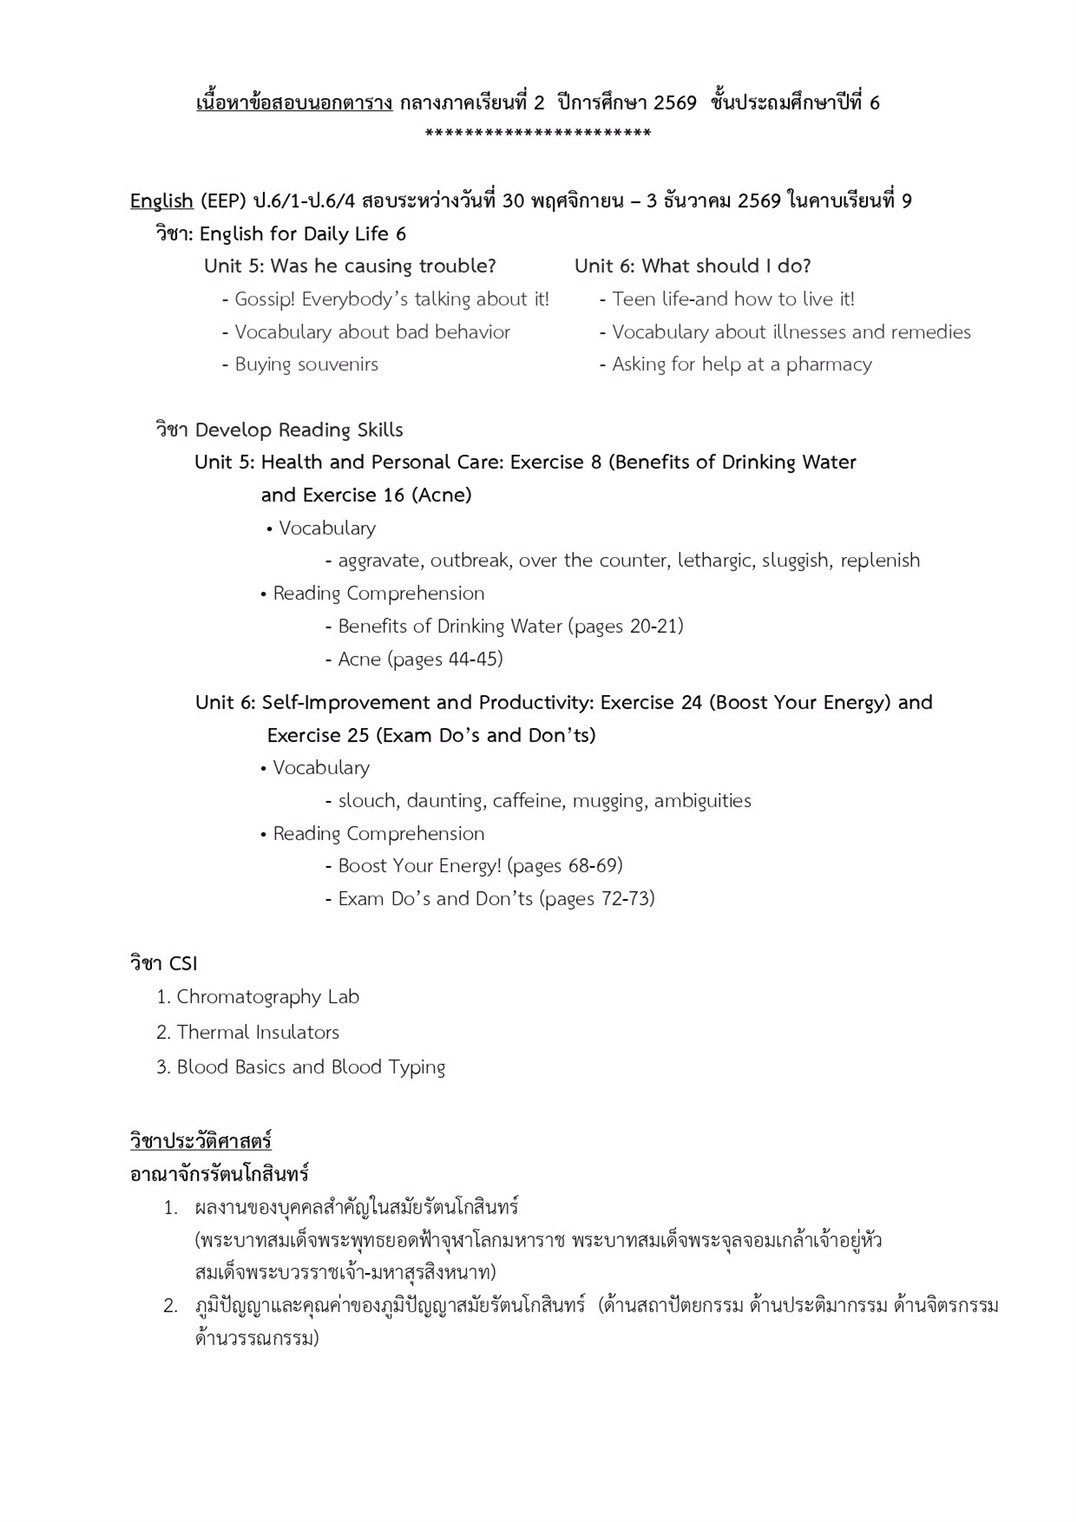 เนื้อหาข้อสอบนอกตาราง กลางภาคเรียนที่ 2 ปีการศึกษา 2569 ชั้นประถมศึกษาปีที่ 6
***********************
English (EEP) ป.6/1-ป.6/4 สอบระหว่างวันที่ 30 พฤศจิกายน – 3 ธันวาคม 2569 ในคาบเรียนที่ 9
วิชา: English for Daily Life 6
Unit 5: Was he causing trouble? Unit 6: What should I do?
- Gossip! Everybody's talking about it! - Teen life-and how to live it!
- Vocabulary about bad behavior - Vocabulary about illnesses and remedies
- Buying souvenirs - Asking for help at a pharmacy
วิชา Develop Reading Skills
Unit 5: Health and Personal Care: Exercise 8 (Benefits of Drinking Water
and Exercise 16 (Acne)
• Vocabulary
- aggravate, outbreak, over the counter, lethargic, sluggish, replenish
• Reading Comprehension
- Benefits of Drinking Water (pages 20-21)
- Acne (pages 44-45)
Unit 6: Self-Improvement and Productivity: Exercise 24 (Boost Your Energy) and
Exercise 25 (Exam Do's and Don'ts)
• Vocabulary
- slouch, daunting, caffeine, mugging, ambiguities
• Reading Comprehension
- Boost Your Energy! (pages 68-69)
- Exam Do's and Don'ts (pages 72-73)
วิชา CSI
1. Chromatography Lab
2. Thermal Insulators
3. Blood Basics and Blood Typing
วิชาประวัติศาสตร์
อาณาจักรรัตนโกสินทร์
1. ผลงานของบุคคลสำคัญในสมัยรัตนโกสินทร์
(พระบาทสมเด็จพระพุทธยอดฟ้าจุฬาโลกมหาราช พระบาทสมเด็จพระจุลจอมเกล้าเจ้าอยู่หัว
สมเด็จพระบวรราชเจ้า-มหาสุรสิงหนาท)
2. ภูมิปัญญาและคุณค่าของภูมิปัญญาสมัยรัตนโกสินทร์ (ด้านสถาปัตยกรรม ด้านประติมากรรม ด้านจิตรกรรม
ด้านวรรณกรรม)